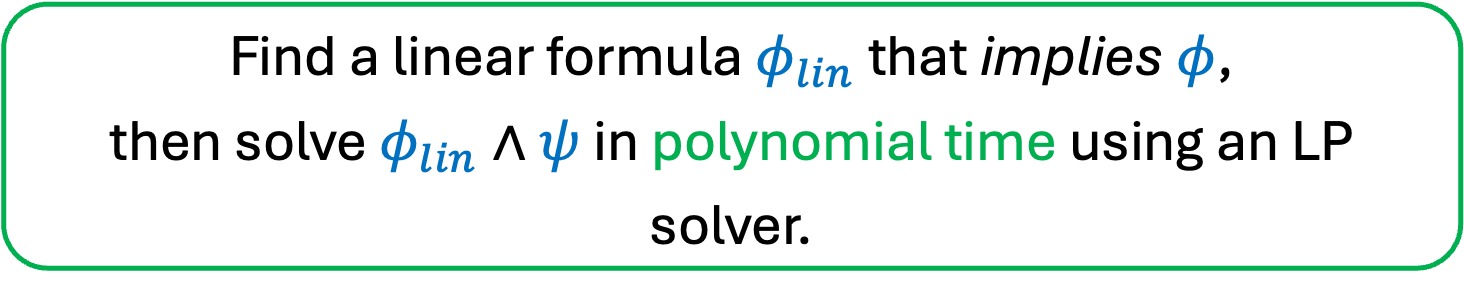 Find a linear formula ϕ_lin that implies ϕ,
then solve ϕ_lin ∧ ψ in polynomial time using an LP
solver.